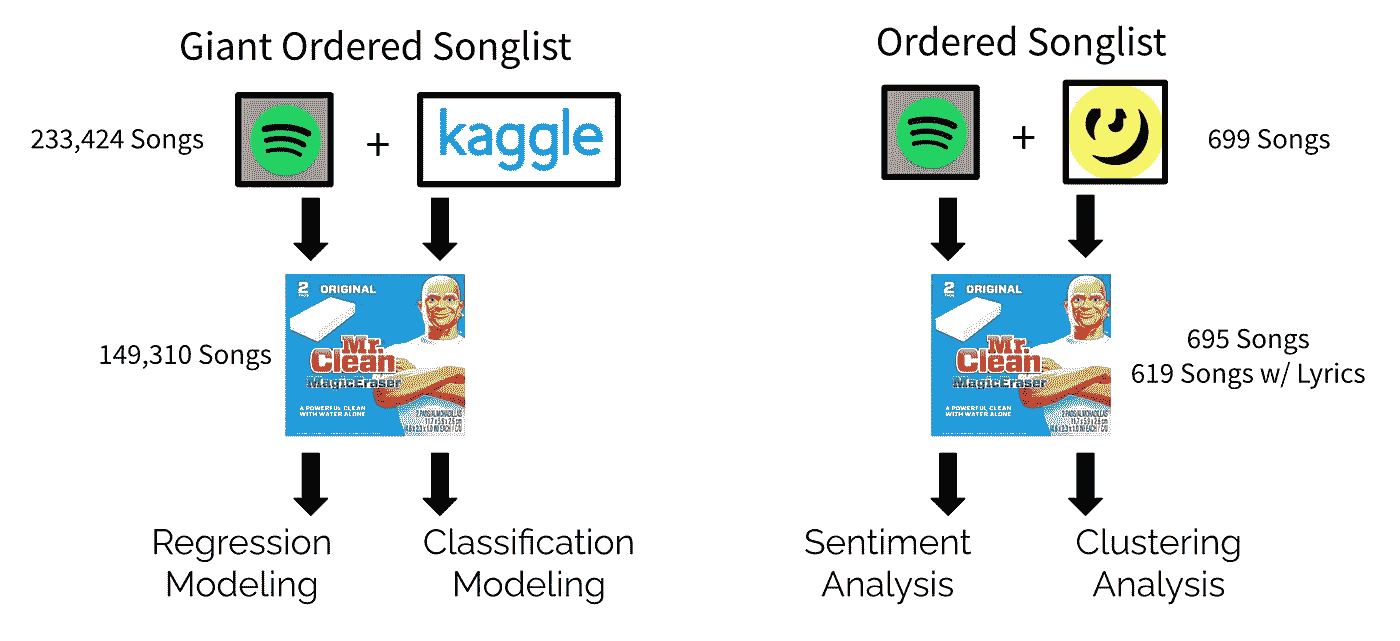 Giant Ordered Songlist
233,424 Songs
+
kaggle
149,310 Songs
2
ORIGINAL
Mr.
Clean
MagicEraser
A POWERFUL CLEAN
WITH WATER ALONE
Regression
Modeling
Classification
Modeling
Ordered Songlist
+
699 Songs
2
ORIGINAL
Mr.
Clean
MagicEraser
A POWERFUL CLEAN
WITH WATER ALONE
695 Songs
619 Songs w/ Lyrics
Sentiment
Analysis
Clustering
Analysis